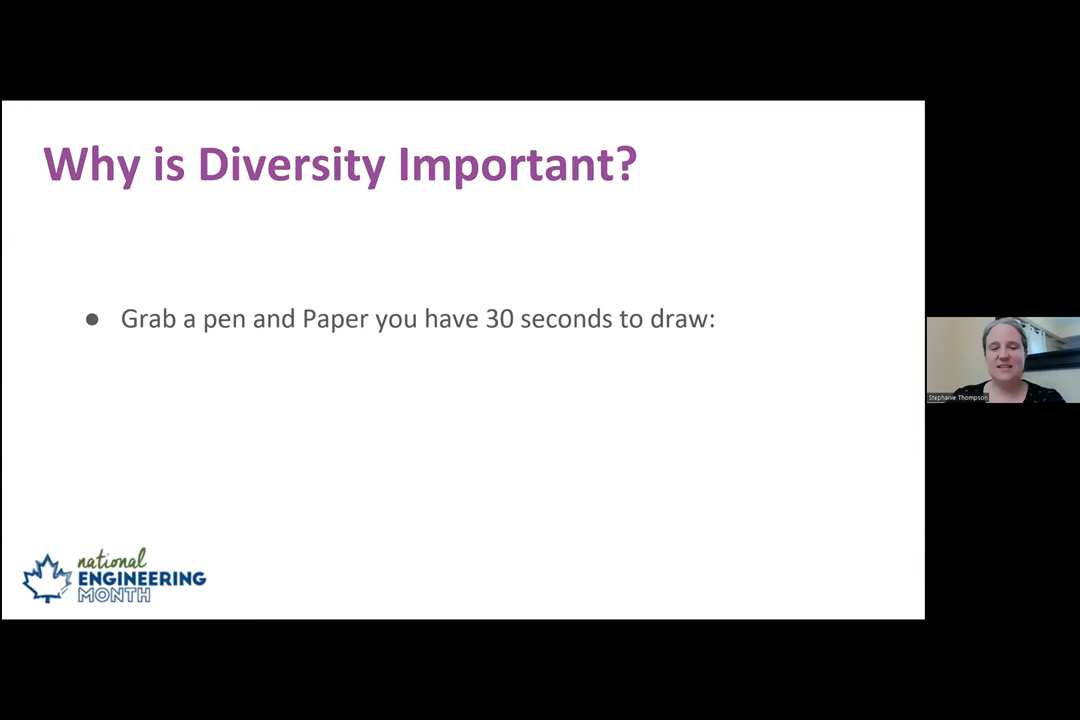 Why is Diversity Important?
● Grab a pen and Paper you have 30 seconds to draw:
Stephanie Thompson
national
ENGINEERING
MONTH